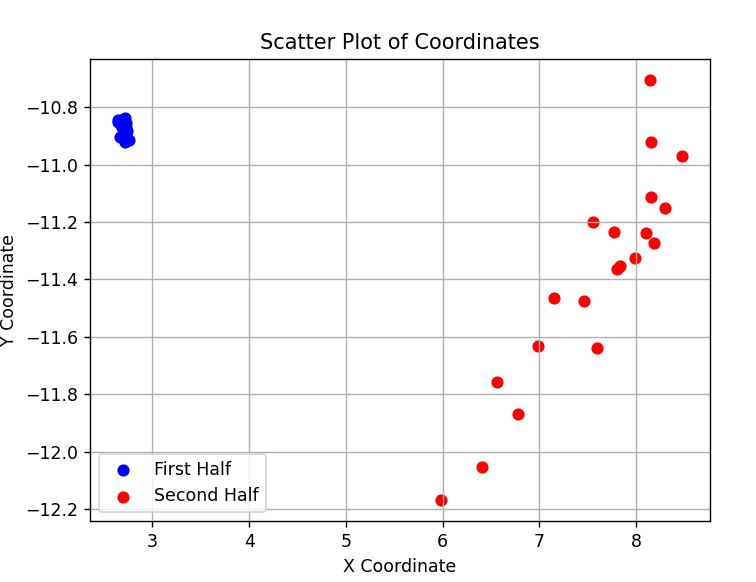 Scatter Plot of Coordinates
−10.8
−11.0
−11.2
−11.4
−11.6
−11.8
−12.0
−12.2
Y Coordinate
First Half
Second Half
3 4 5 6 7 8
X Coordinate